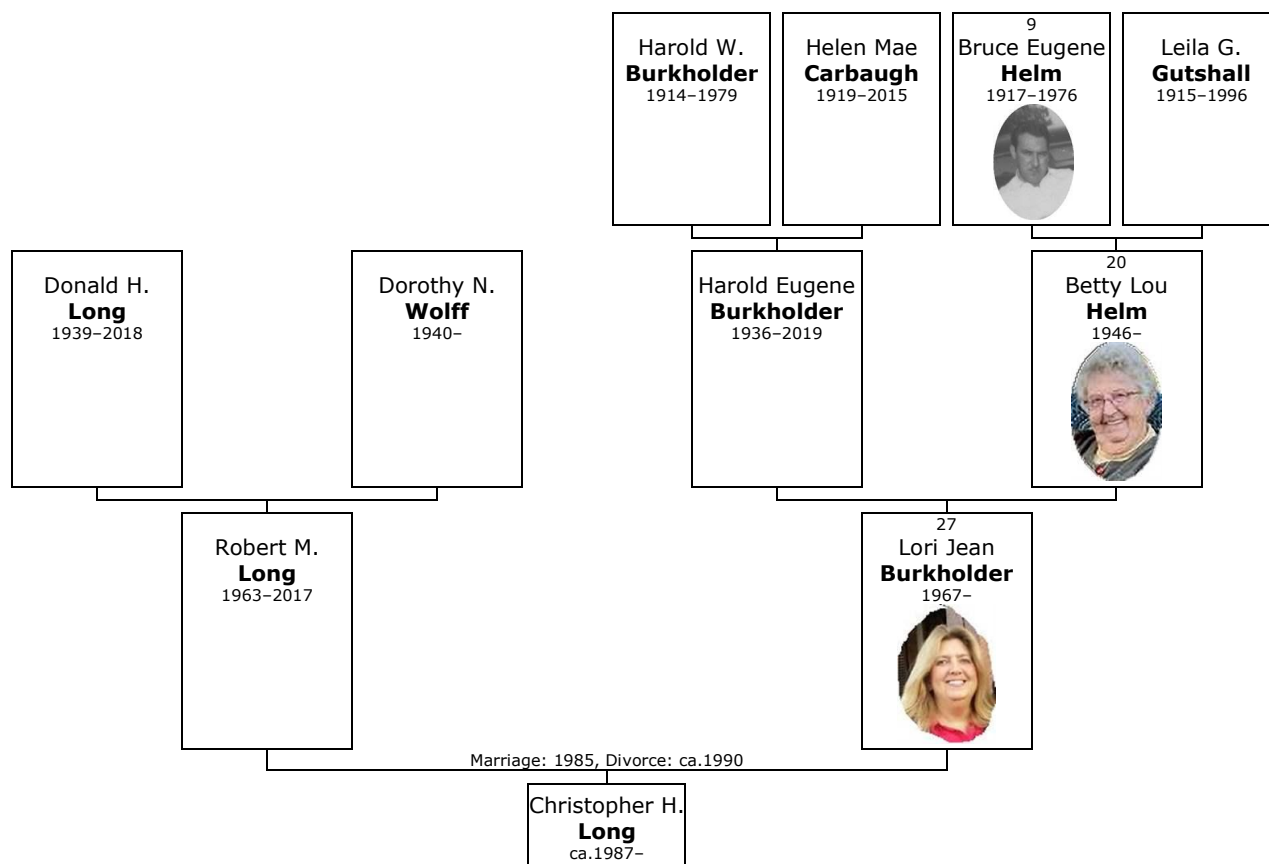 Harold W.
Burkholder
1914–1979
Helen Mae
Carbaugh
1919–2015
9
Bruce Eugene
Helm
1917–1976
Leila G.
Gutshall
1915–1996
Donald H.
Long
1939–2018
Dorothy N.
Wolff
1940–
Harold Eugene
Burkholder
1936–2019
20
Betty Lou
Helm
1946–
Robert M.
Long
1963–2017
27
Lori Jean
Burkholder
1967–
Marriage: 1985, Divorce: ca.1990
Christopher H.
Long
ca.1987–